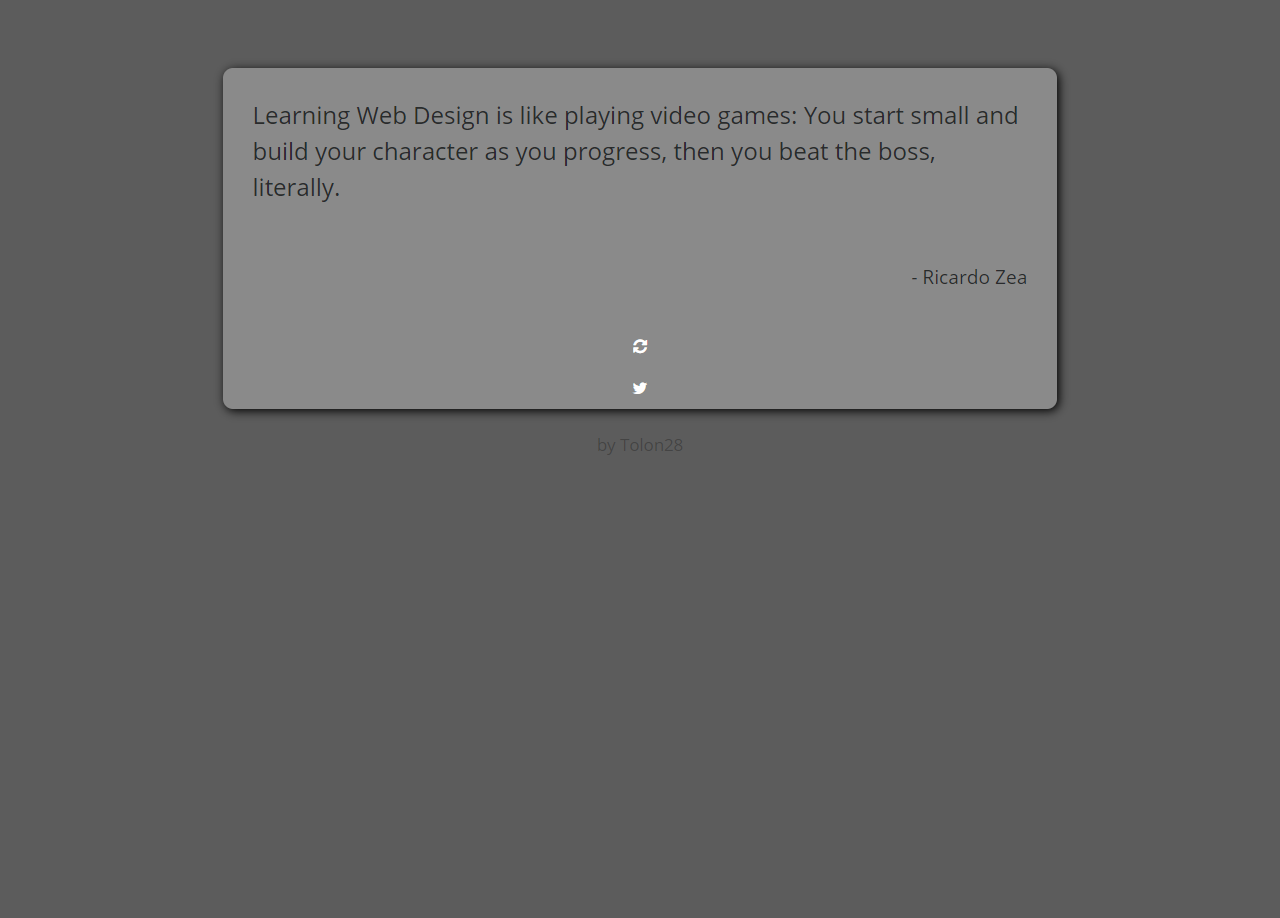 Learning Web Design is like playing video games: You start small and
build your character as you progress, then you beat the boss,
literally.
- Ricardo Zea
by Tolon28